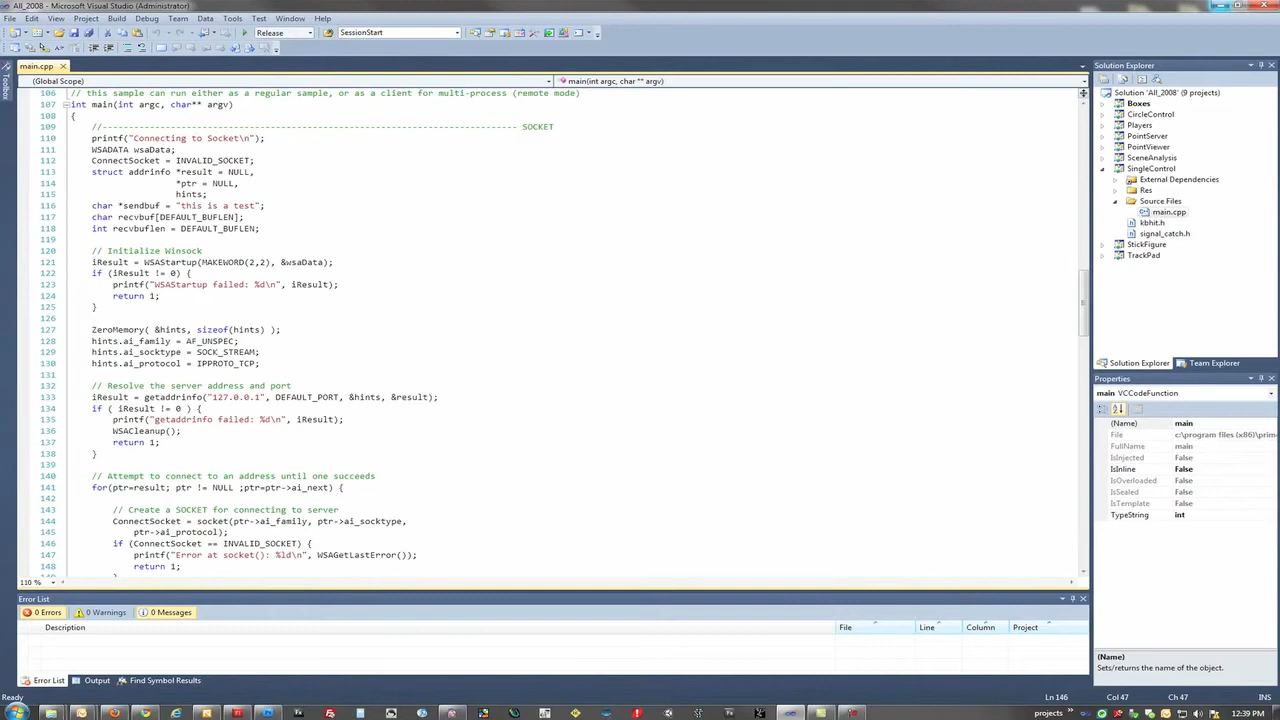 All_2008 - Microsoft Visual Studio (Administrator)
File Edit View Project Build Debug Team Data Tools Test Window Help
Release SessionStart
Toolbox
main.cpp
(Global Scope) main(int argc, char ** argv)
106 // this sample can run either as a regular sample, or as a client for multi-process (remote mode)
107 int main(int argc, char** argv)
108 {
109 //------------------------------------------------------------------------------- SOCKET
110 printf("Connecting to Socket\n");
111 WSADATA wsaData;
112 ConnectSocket = INVALID_SOCKET;
113 struct addrinfo *result = NULL,
114 *ptr = NULL,
115 hints;
116 char *sendbuf = "this is a test";
117 char recvbuf[DEFAULT_BUFLEN];
118 int recvbuflen = DEFAULT_BUFLEN;
119
120 // Initialize Winsock
121 iResult = WSAStartup(MAKEWORD(2,2), &wsaData);
122 if (iResult != 0) {
123 printf("WSAStartup failed: %d\n", iResult);
124 return 1;
125 }
126
127 ZeroMemory( &hints, sizeof(hints) );
128 hints.ai_family = AF_UNSPEC;
129 hints.ai_socktype = SOCK_STREAM;
130 hints.ai_protocol = IPPROTO_TCP;
131
132 // Resolve the server address and port
133 iResult = getaddrinfo("127.0.0.1", DEFAULT_PORT, &hints, &result);
134 if ( iResult != 0 ) {
135 printf("getaddrinfo failed: %d\n", iResult);
136 WSACleanup();
137 return 1;
138 }
139
140 // Attempt to connect to an address until one succeeds
141 for(ptr=result; ptr != NULL ;ptr=ptr->ai_next) {
142
143 // Create a SOCKET for connecting to server
144 ConnectSocket = socket(ptr->ai_family, ptr->ai_socktype,
145 ptr->ai_protocol);
146 if (ConnectSocket == INVALID_SOCKET) {
147 printf("Error at socket(): %ld\n", WSAGetLastError());
148 return 1;
149 }
110 %
Solution Explorer
Solution 'All_2008' (9 projects)
Boxes
CircleControl
Players
PointServer
PointViewer
SceneAnalysis
SingleControl
External Dependencies
Res
Source Files
main.cpp
kbhit.h
signal_catch.h
StickFigure
TrackPad
Solution Explorer Team Explorer
Properties
main VCCodeFunction
(Name) main
File c:\program files (x86)\prim
FullName main
IsInjected False
IsInline False
IsOverloaded False
IsSealed False
IsTemplate False
TypeString int
(Name)
Sets/returns the name of the object.
Error List
0 Errors 0 Warnings 0 Messages
Description File Line Column Project
Error List Output Find Symbol Results
Ready Ln 146 Col 47 Ch 47 INS
projects 12:39 PM